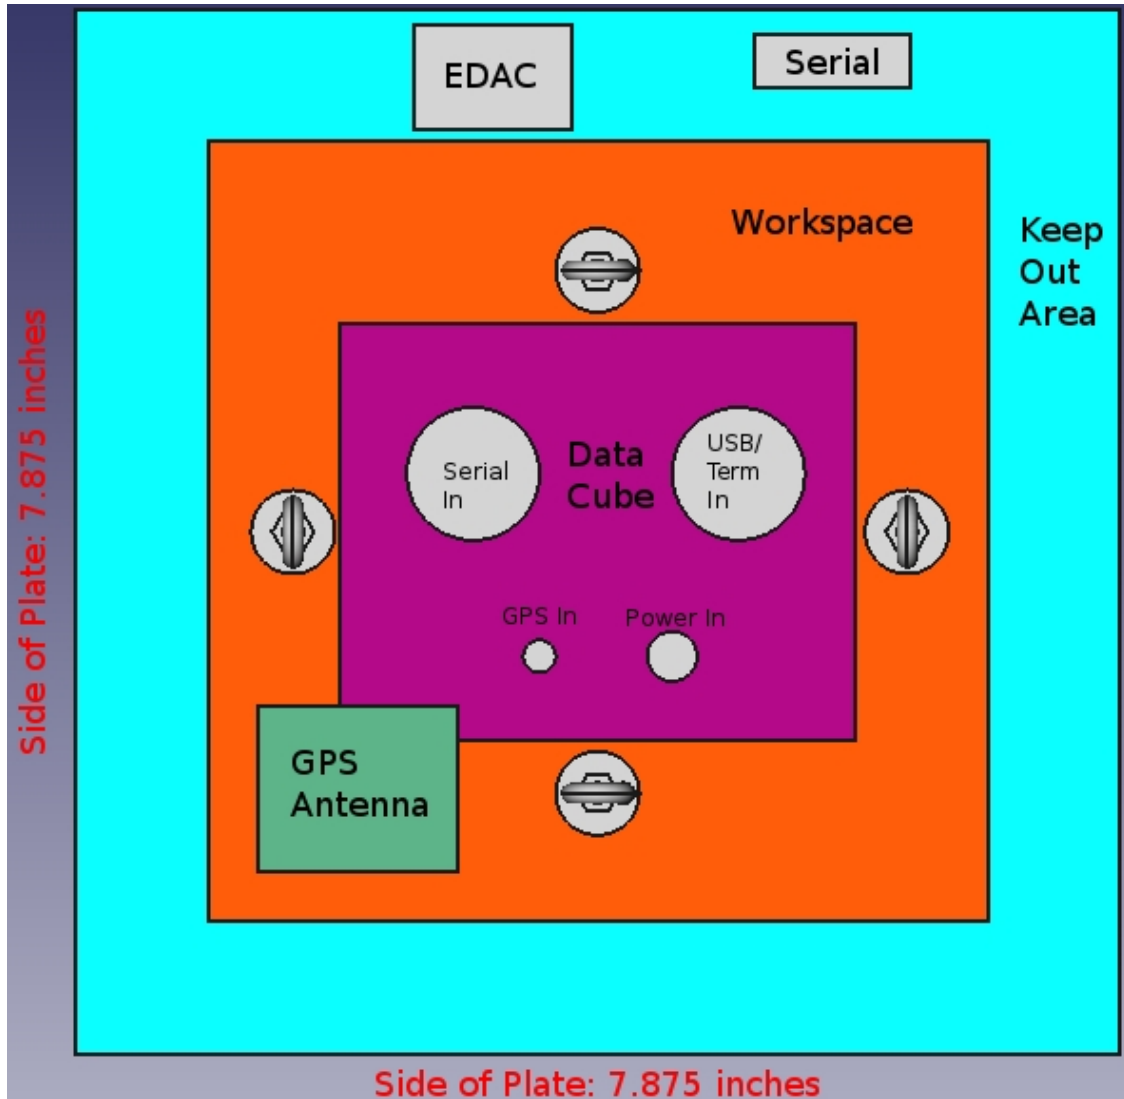 EDAC
Serial
Workspace
Keep
Out
Area
Serial
In
Data
Cube
USB/
Term
In
GPS In
Power In
GPS
Antenna
Side of Plate: 7.875 inches
Side of Plate: 7.875 inches